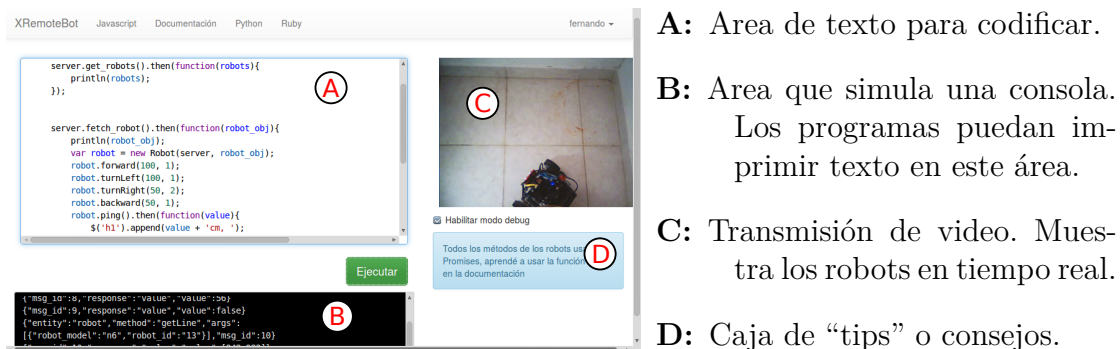 XRemoteBot Javascript Documentación Python Ruby fernando
server.get_robots().then(function(robots){
println(robots);
});
server.fetch_robot().then(function(robot_obj){
println(robot_obj);
var robot = new Robot(server, robot_obj);
robot.forward(100, 1);
robot.turnLeft(100, 1);
robot.turnRight(50, 2);
robot.backward(50, 1);
robot.ping().then(function(value){
$('h1').append(value + 'cm, ');
A
Ejecutar
{"msg_id":8,"response":"value","value":56}
{"msg_id":9,"response":"value","value":false}
{"entity":"robot","method":"getLine","args":
[{"robot_model":"n6","robot_id":"13"}],"msg_id":10}
B
C
Habilitar modo debug
Todos los métodos de los robots
Promises, aprendé a usar la función
en la documentación
D
A: Area de texto para codificar.
B: Area que simula una consola.
Los programas puedan im-
primir texto en este área.
C: Transmisión de video. Mues-
tra los robots en tiempo real.
D: Caja de “tips” o consejos.